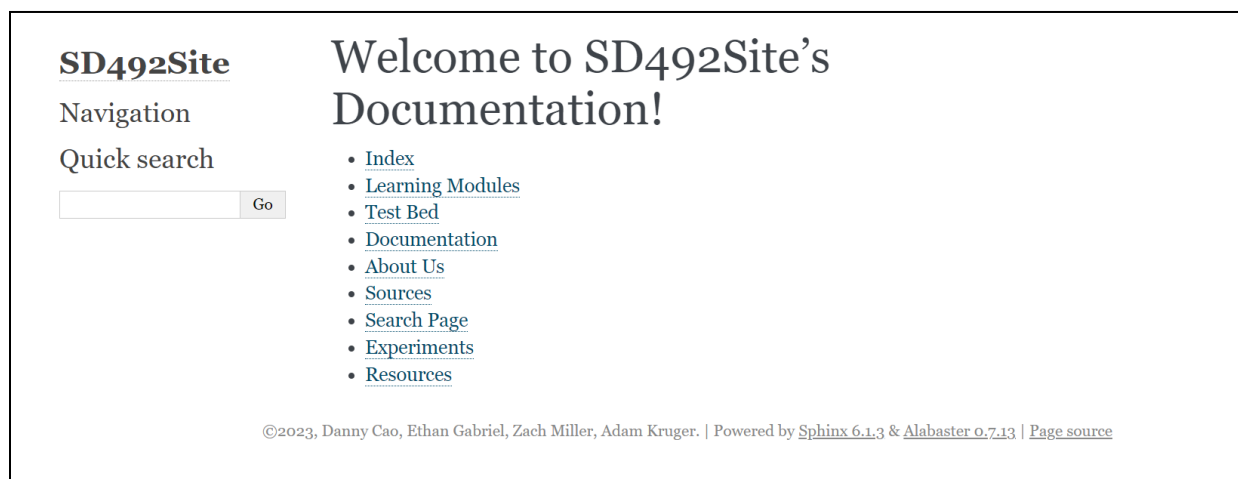 SD492Site
Navigation
Quick search
Go
Welcome to SD492Site’s
Documentation!
Index
Learning Modules
Test Bed
Documentation
About Us
Sources
Search Page
Experiments
Resources
©2023, Danny Cao, Ethan Gabriel, Zach Miller, Adam Kruger. | Powered by Sphinx 6.1.3 & Alabaster 0.7.13 | Page source